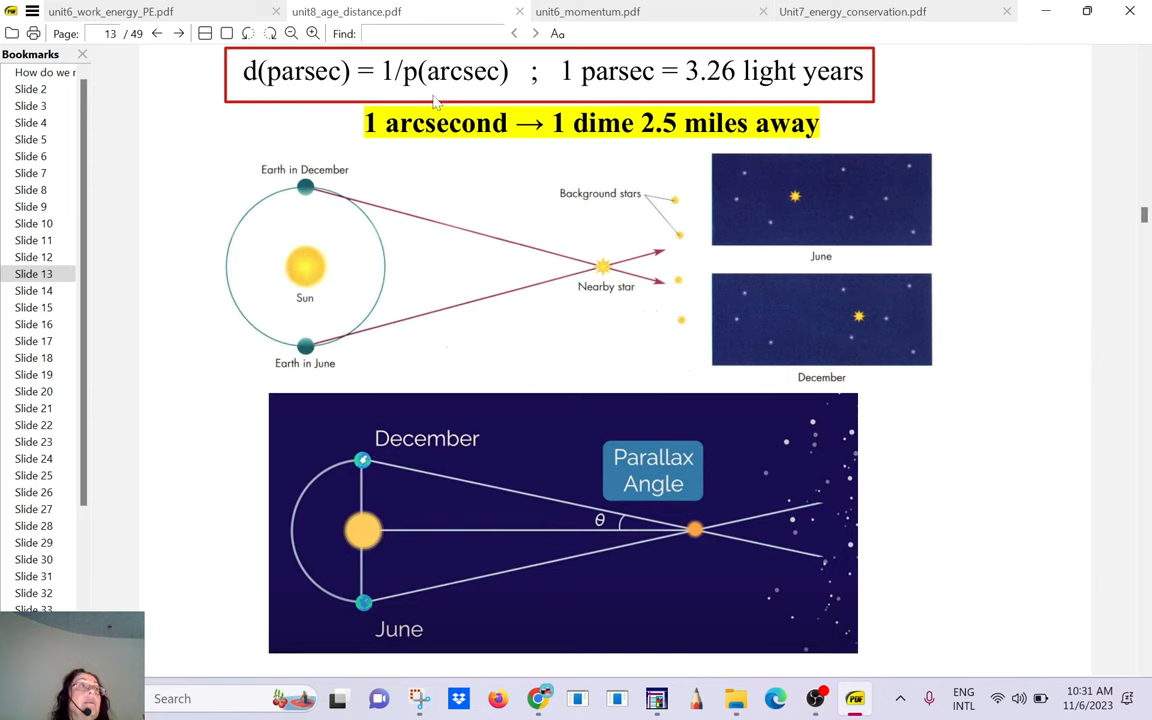 unit6_work_energy_PE.pdf
unit8_age_distance.pdf
unit6_momentum.pdf
Unit7_energy_conservation.pdf
Page: 13 / 49
Find:
Aa
Bookmarks
How do we r
Slide 2
Slide 3
Slide 4
Slide 5
Slide 6
Slide 7
Slide 8
Slide 9
Slide 10
Slide 11
Slide 12
Slide 13
Slide 14
Slide 15
Slide 16
Slide 17
Slide 18
Slide 19
Slide 20
Slide 21
Slide 22
Slide 23
Slide 24
Slide 25
Slide 26
Slide 27
Slide 28
Slide 29
Slide 30
Slide 31
Slide 32
Slide 33
d(parsec) = 1/p(arcsec) ; 1 parsec = 3.26 light years
1 arcsecond → 1 dime 2.5 miles away
Earth in December
Background stars
Sun
Nearby star
Earth in June
June
December
December
Parallax
Angle
θ
June
Search
ENG
INTL
10:31 AM
11/6/2023